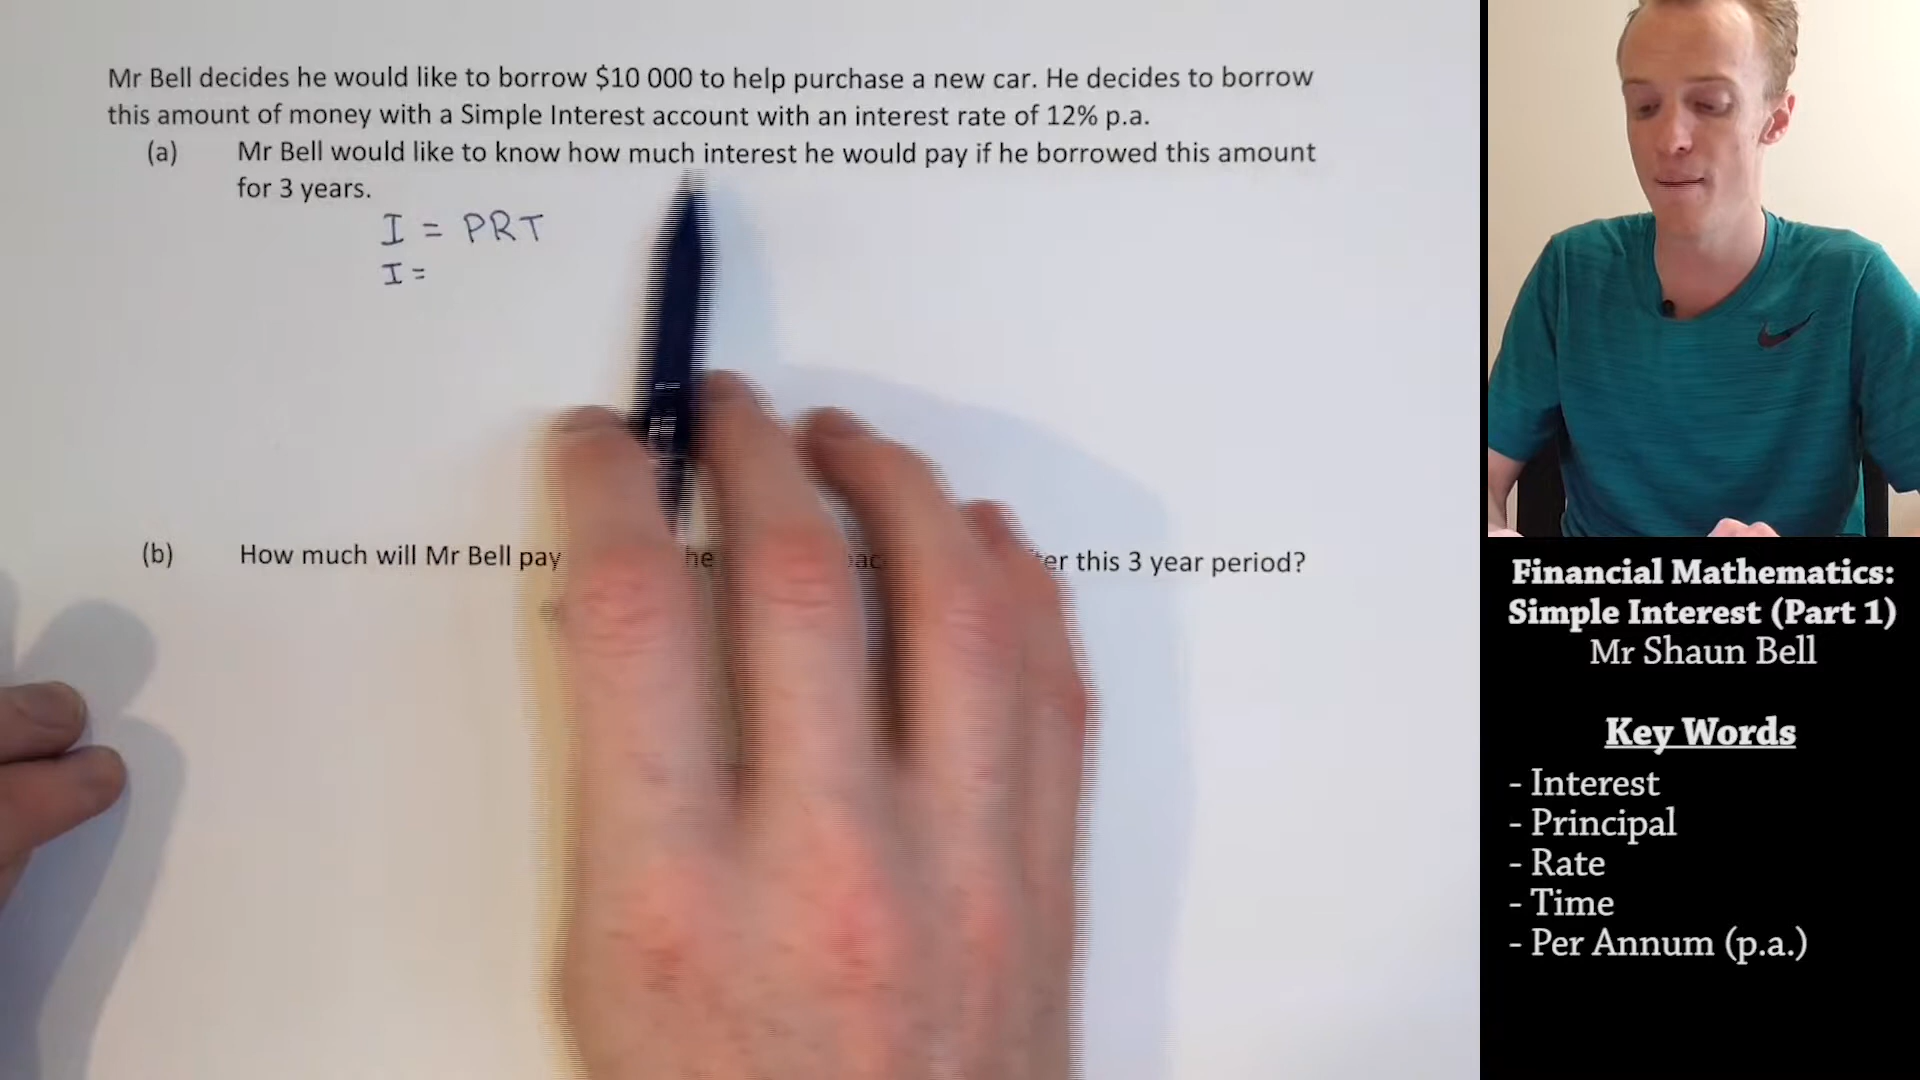 Mr Bell decides he would like to borrow $10 000 to help purchase a new car. He decides to borrow
this amount of money with a Simple Interest account with an interest rate of 12% p.a.
(a) Mr Bell would like to know how much interest he would pay if he borrowed this amount
for 3 years.
I = PRT
I =
(b) How much will Mr Bell pay this 3 year period?
Financial Mathematics:
Simple Interest (Part 1)
Mr Shaun Bell
Key Words
- Interest
- Principal
- Rate
- Time
- Per Annum (p.a.)